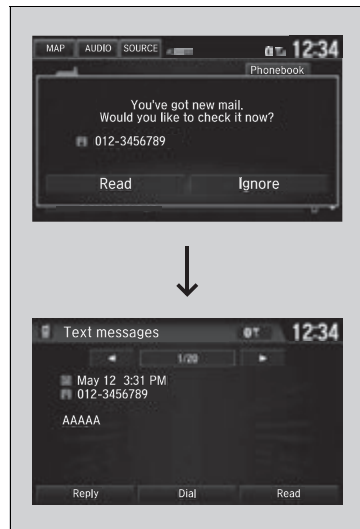 MAP AUDIO SOURCE 12:34
Phonebook
You've got new mail.
Would you like to check it now?
012-3456789
Read Ignore
Text messages 12:34
1/20
May 12 3:31 PM
012-3456789
AAAAA
Reply Dial Read